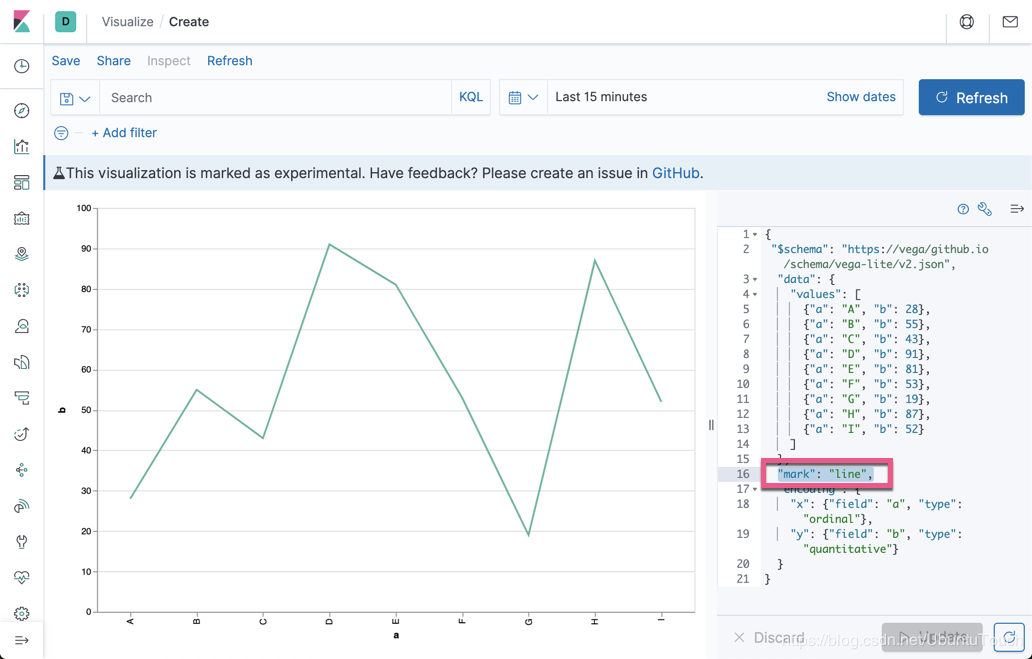 D
Visualize / Create
Save Share Inspect Refresh
Search
KQL
Last 15 minutes
Show dates
Refresh
+ Add filter
This visualization is marked as experimental. Have feedback? Please create an issue in GitHub.
100
90
80
70
60
50
40
30
20
10
0
b
A B C D E F G H I
a
1 {
2 "$schema": "https://vega/github.io
/schema/vega-lite/v2.json",
3 "data": {
4 "values": [
5 {"a": "A", "b": 28},
6 {"a": "B", "b": 55},
7 {"a": "C", "b": 43},
8 {"a": "D", "b": 91},
9 {"a": "E", "b": 81},
10 {"a": "F", "b": 53},
11 {"a": "G", "b": 19},
12 {"a": "H", "b": 87},
13 {"a": "I", "b": 52}
14 ]
15 },
16 "mark": "line",
17 "encoding": {
18 "x": {"field": "a", "type":
"ordinal"},
19 "y": {"field": "b", "type":
"quantitative"}
20 }
21 }
Discard
Update
https://blog.csdn.net/UbuntuTouch